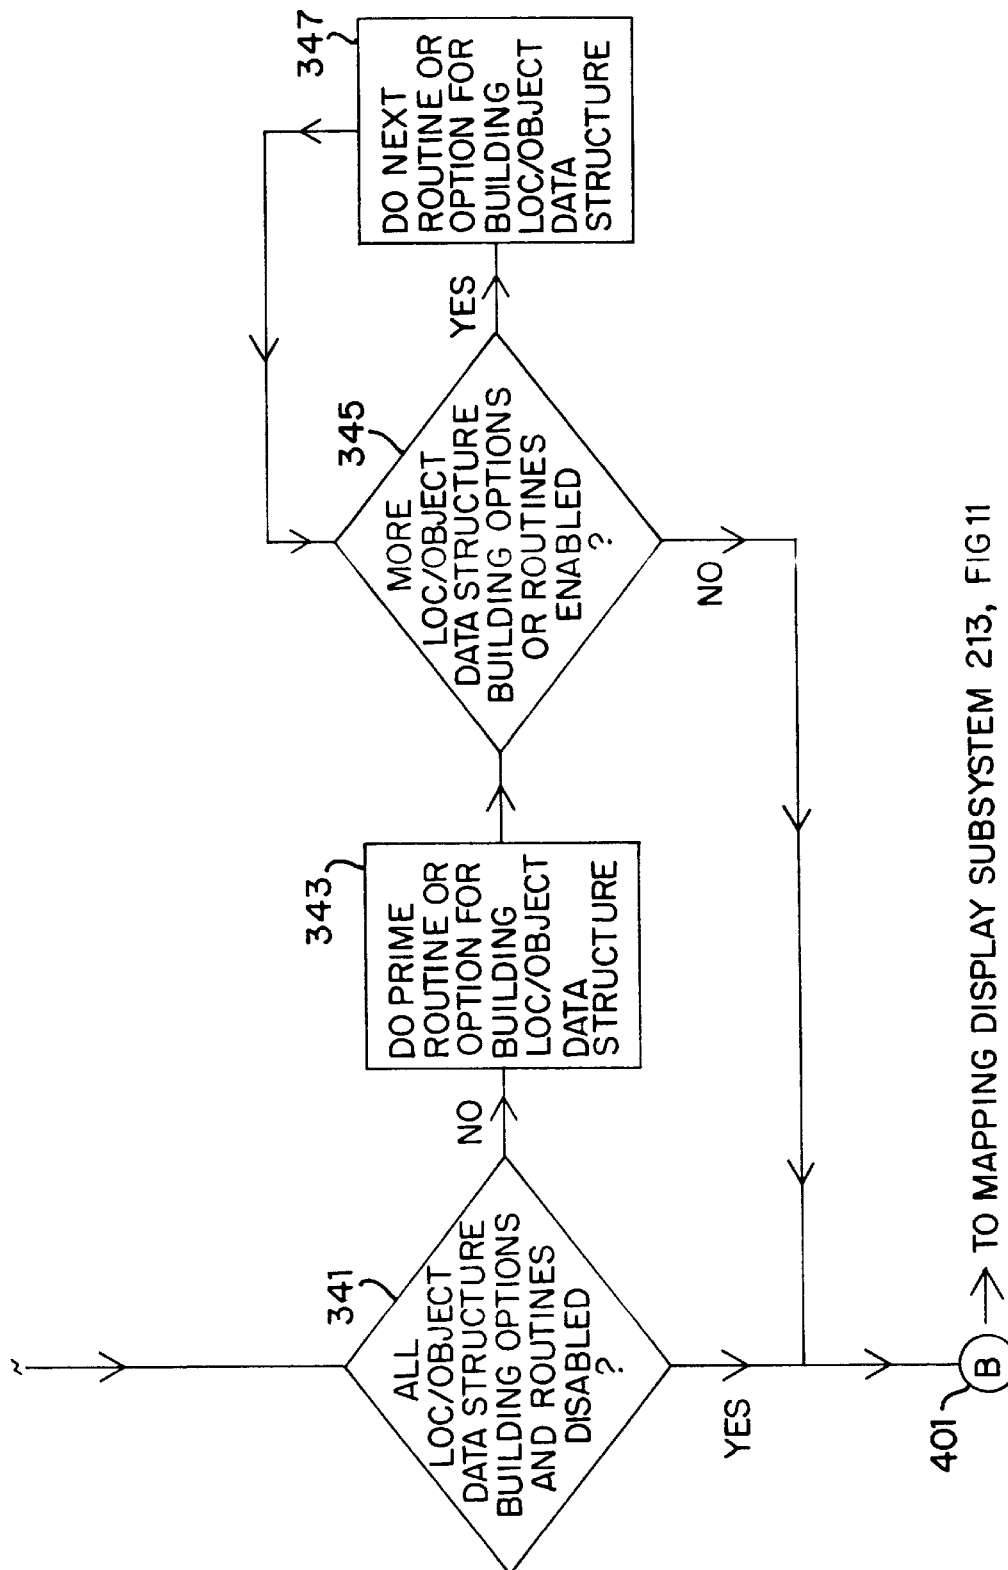 341
ALL
LOC/OBJECT
DATA STRUCTURE
BUILDING OPTIONS
AND ROUTINES
DISABLED
?
NO
YES
343
DO PRIME
ROUTINE OR
OPTION FOR
BUILDING
LOC/OBJECT
DATA
STRUCTURE
345
MORE
LOC/OBJECT
DATA STRUCTURE
BUILDING OPTIONS
OR ROUTINES
ENABLED
?
YES
NO
347
DO NEXT
ROUTINE OR
OPTION FOR
BUILDING
LOC/OBJECT
DATA
STRUCTURE
401
B
TO MAPPING DISPLAY SUBSYSTEM 213, FIG 11